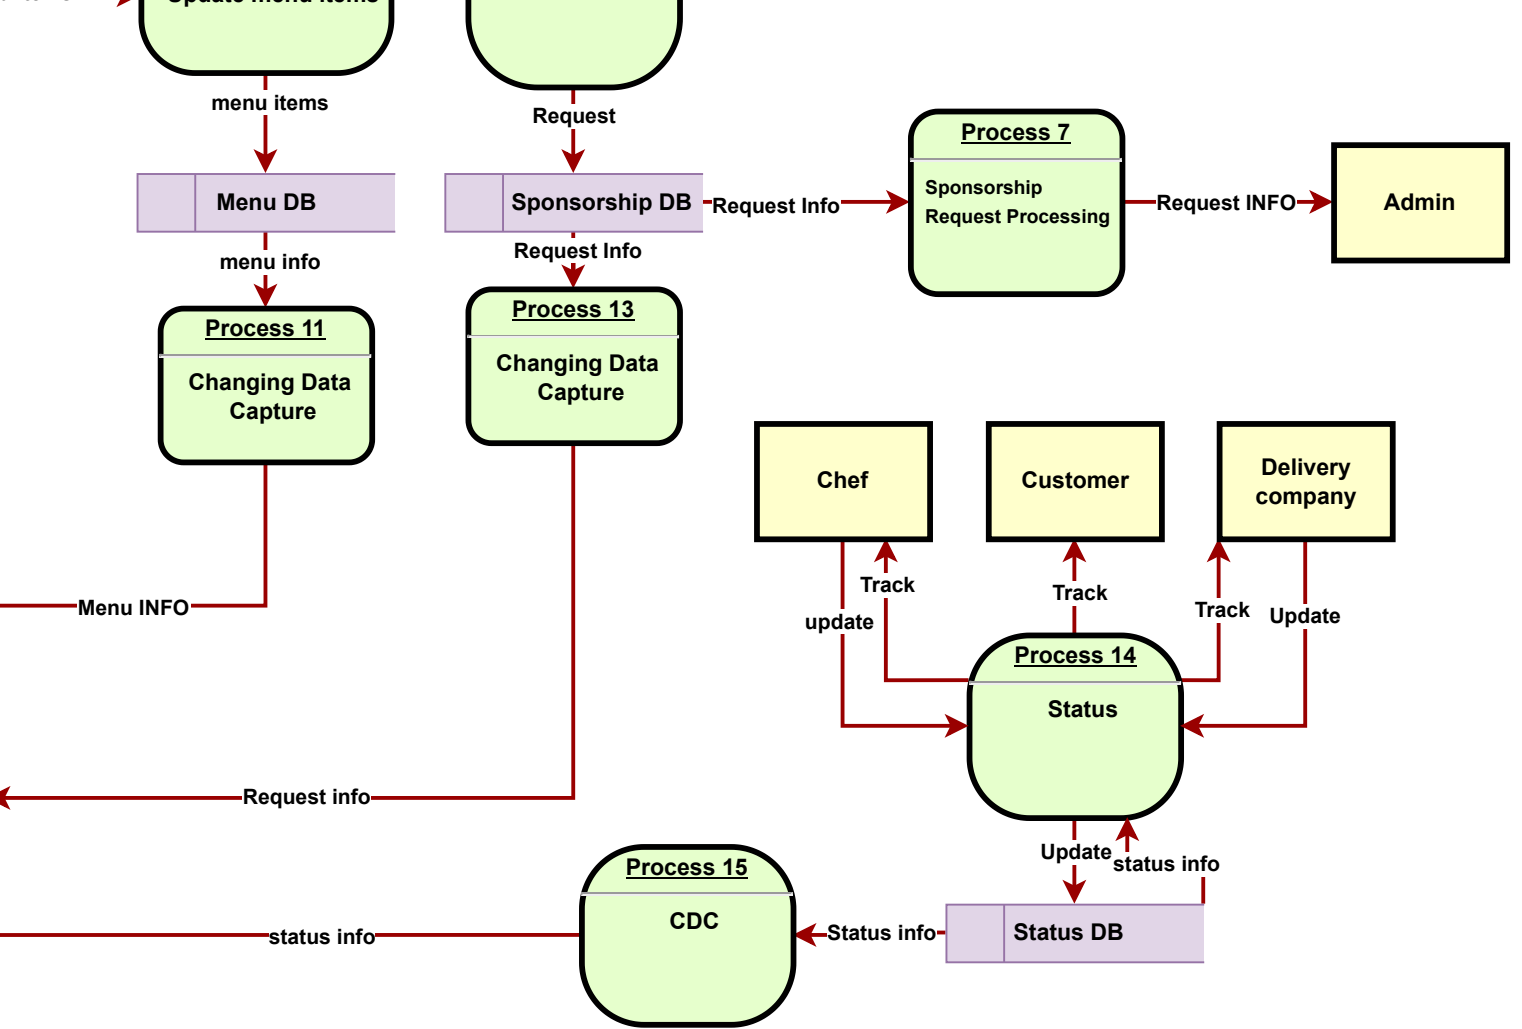 Update menu items
menu items
Request
Process 7
Sponsorship
Request Processing
Menu DB
Sponsorship DB
Request Info
Request INFO
Admin
menu info
Request Info
Process 11
Changing Data
Capture
Process 13
Changing Data
Capture
Chef
Customer
Delivery
company
Track
update
Track
Track
Update
Menu INFO
Process 14
Status
Request info
Update
status info
Process 15
CDC
status info
Status info
Status DB